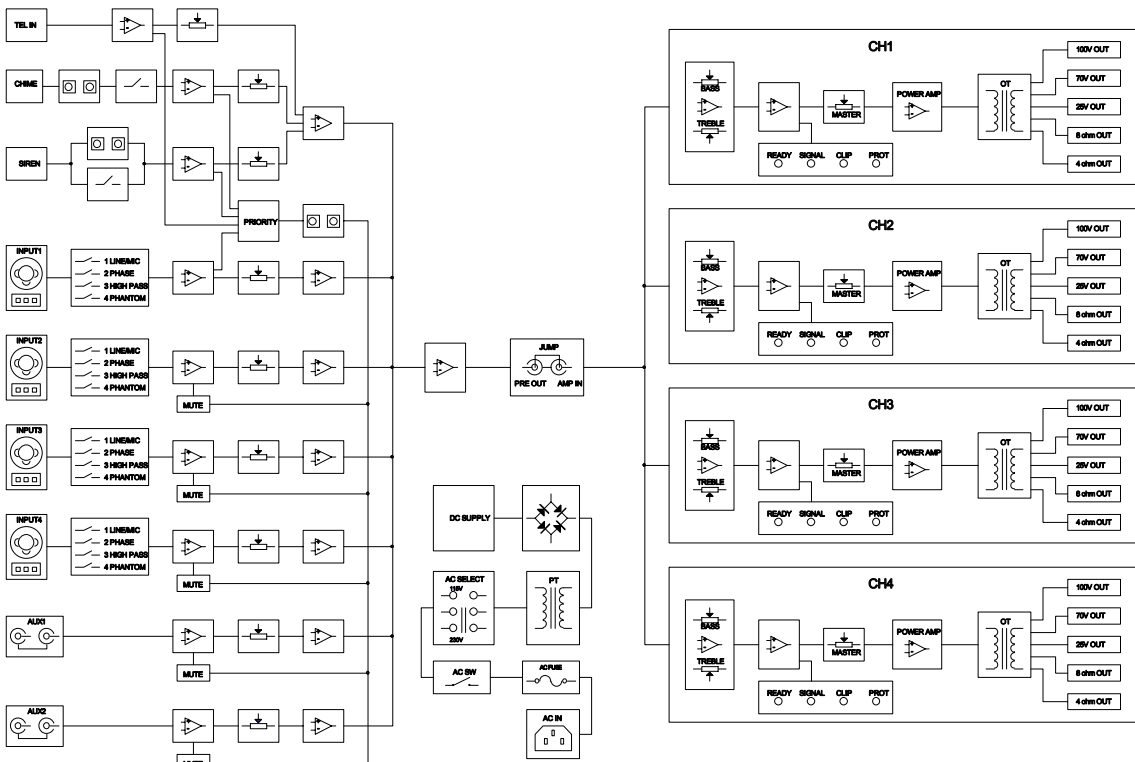 TEL IN
CHIME
SIREN
PRIORITY
INPUT1
1 LINE/MIC
2 PHASE
3 HIGH PASS
4 PHANTOM
INPUT2
1 LINE/MIC
2 PHASE
3 HIGH PASS
4 PHANTOM
MUTE
INPUT3
1 LINE/MIC
2 PHASE
3 HIGH PASS
4 PHANTOM
MUTE
INPUT4
1 LINE/MIC
2 PHASE
3 HIGH PASS
4 PHANTOM
MUTE
AUX1
MUTE
AUX2
JUMP
PRE OUT AMP IN
DC SUPPLY
AC SELECT
115V
230V
PT
AC SW
AC FUSE
AC IN
CH1
BASS
TREBLE
MASTER
POWER AMP
OT
READY SIGNAL CLIP PROT
100V OUT
70V OUT
25V OUT
8 ohm OUT
4 ohm OUT
CH2
BASS
TREBLE
MASTER
POWER AMP
OT
READY SIGNAL CLIP PROT
100V OUT
70V OUT
25V OUT
8 ohm OUT
4 ohm OUT
CH3
BASS
TREBLE
MASTER
POWER AMP
OT
READY SIGNAL CLIP PROT
100V OUT
70V OUT
25V OUT
8 ohm OUT
4 ohm OUT
CH4
BASS
TREBLE
MASTER
POWER AMP
OT
READY SIGNAL CLIP PROT
100V OUT
70V OUT
25V OUT
8 ohm OUT
4 ohm OUT